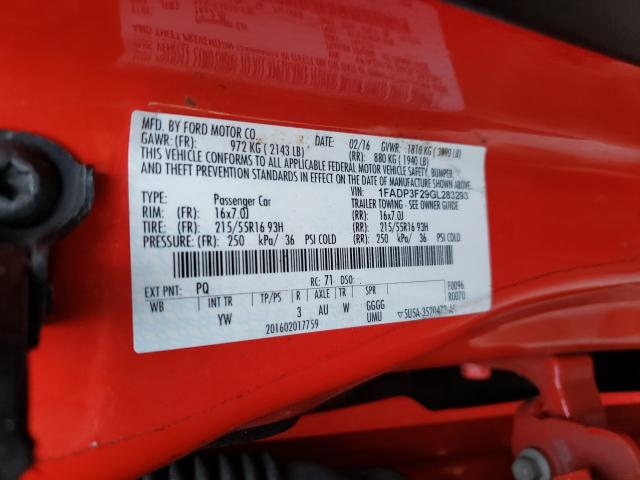 MFD. BY FORD MOTOR CO.
DATE: 02/16 GVWR: 1810 KG
GAWR: (FR): 972 KG (2143 LB) (RR): 880 KG (1940 LB)
THIS VEHICLE CONFORMS TO ALL APPLICABLE FEDERAL MOTOR VEHICLE SAFETY, BUMPER,
AND THEFT PREVENTION STANDARDS IN EFFECT ON THE DATE OF MANUFACTURE SHOWN ABOVE.
VIN: 1FADP3F29GL283293
TYPE: Passenger Car TRAILER TOWING - SEE OWNER GUIDE
RIM: (FR): 16x7.0J (RR): 16x7.0J
TIRE: (FR): 215/55R16 93H (RR): 215/55R16 93H
PRESSURE: (FR): 250 kPa/ 36 PSI COLD (RR): 250 kPa/ 36 PSI COLD
EXT PNT: PQ RC: 71 DSO: F0096
R0070
WB INT TR TP/PS R AXLE TR SPR
YW 3 AU W GGGG
UMU
201602017759